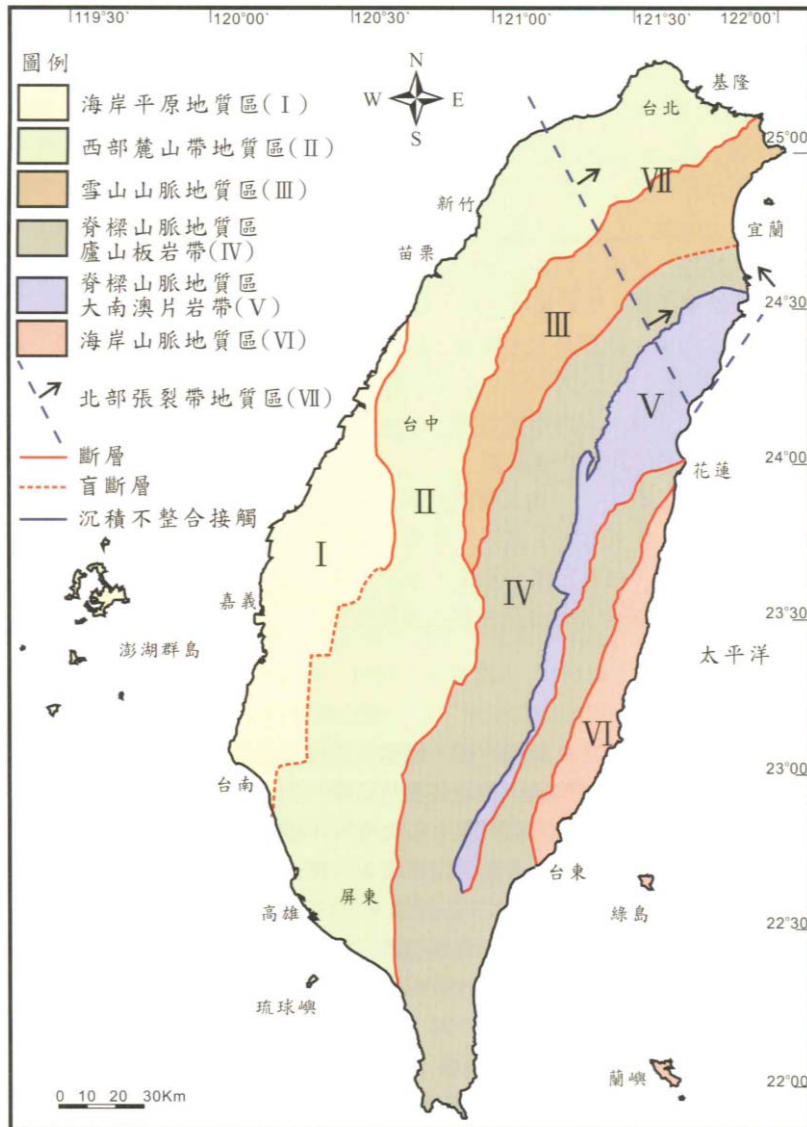 119°30' 120°00' 120°30' 121°00' 121°30' 122°00'
圖例
海岸平原地質區(Ⅰ)
西部麓山帶地質區(Ⅱ)
雪山山脈地質區(Ⅲ)
脊樑山脈地質區
廬山板岩帶(Ⅳ)
脊樑山脈地質區
大南澳片岩帶(Ⅴ)
海岸山脈地質區(Ⅵ)
北部張裂帶地質區(Ⅶ)
斷層
盲斷層
沉積不整合接觸
N
W E
S
基隆
台北
25°00'
Ⅶ
新竹
宜蘭
苗栗
24°30'
Ⅲ
Ⅴ
台中
24°00'
花蓮
Ⅱ
Ⅰ
Ⅳ
嘉義
23°30'
澎湖群島
太平洋
Ⅵ
23°00'
台南
台東
屏東
高雄
綠島
22°30'
琉球嶼
蘭嶼
22°00'
0 10 20 30Km